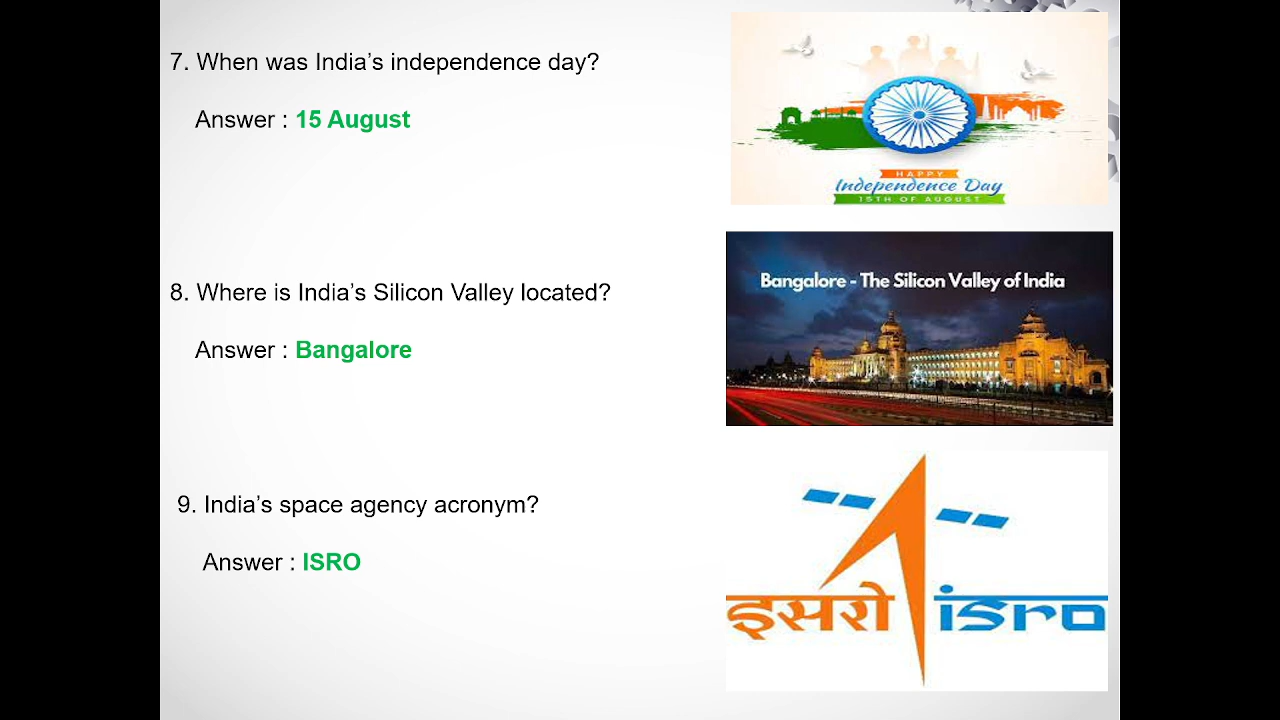 7. When was India’s independence day?
Answer : 15 August
HAPPY
Independence Day
15TH OF AUGUST
8. Where is India’s Silicon Valley located?
Answer : Bangalore
Bangalore - The Silicon Valley of India
9. India’s space agency acronym?
Answer : ISRO
इसरो isro